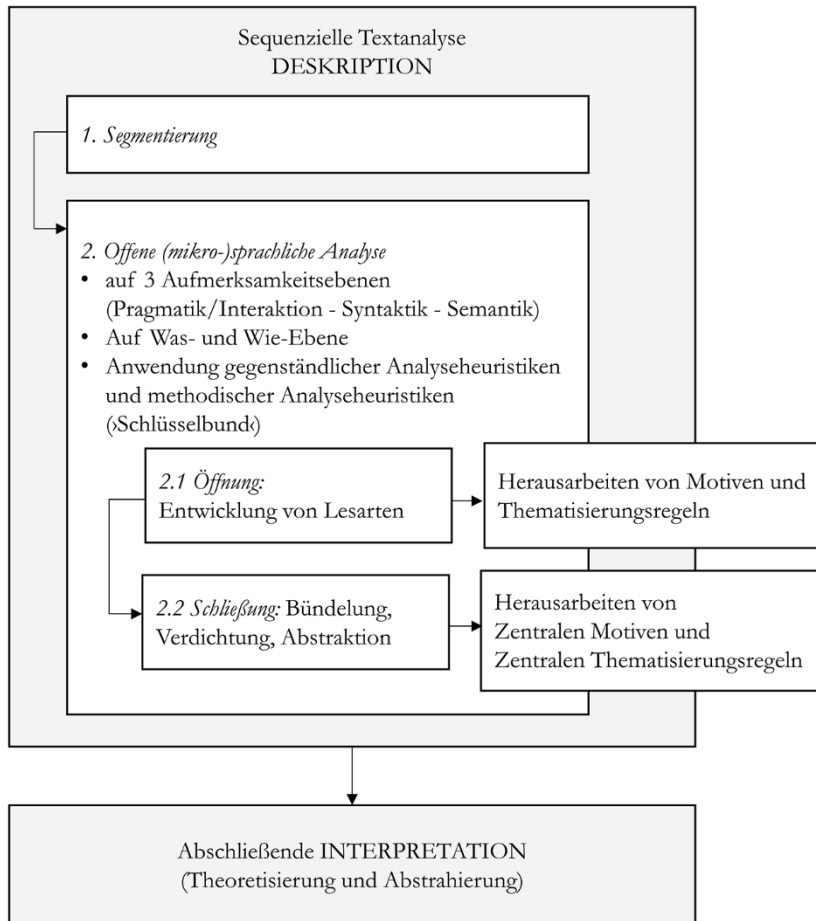 Sequenzielle Textanalyse
DESKRIPTION
1. Segmentierung
2. Offene (mikro-)sprachliche Analyse
• auf 3 Aufmerksamkeitsebenen
(Pragmatik/Interaktion - Syntaktik - Semantik)
• Auf Was- und Wie-Ebene
• Anwendung gegenständlicher Analyseheuristiken
und methodischer Analyseheuristiken
(›Schlüsselbund‹)
2.1 Öffnung:
Entwicklung von Lesarten
Herausarbeiten von Motiven und
Thematisierungsregeln
2.2 Schließung: Bündelung,
Verdichtung, Abstraktion
Herausarbeiten von
Zentralen Motiven und
Zentralen Thematisierungsregeln
Abschließende INTERPRETATION
(Theoretisierung und Abstrahierung)